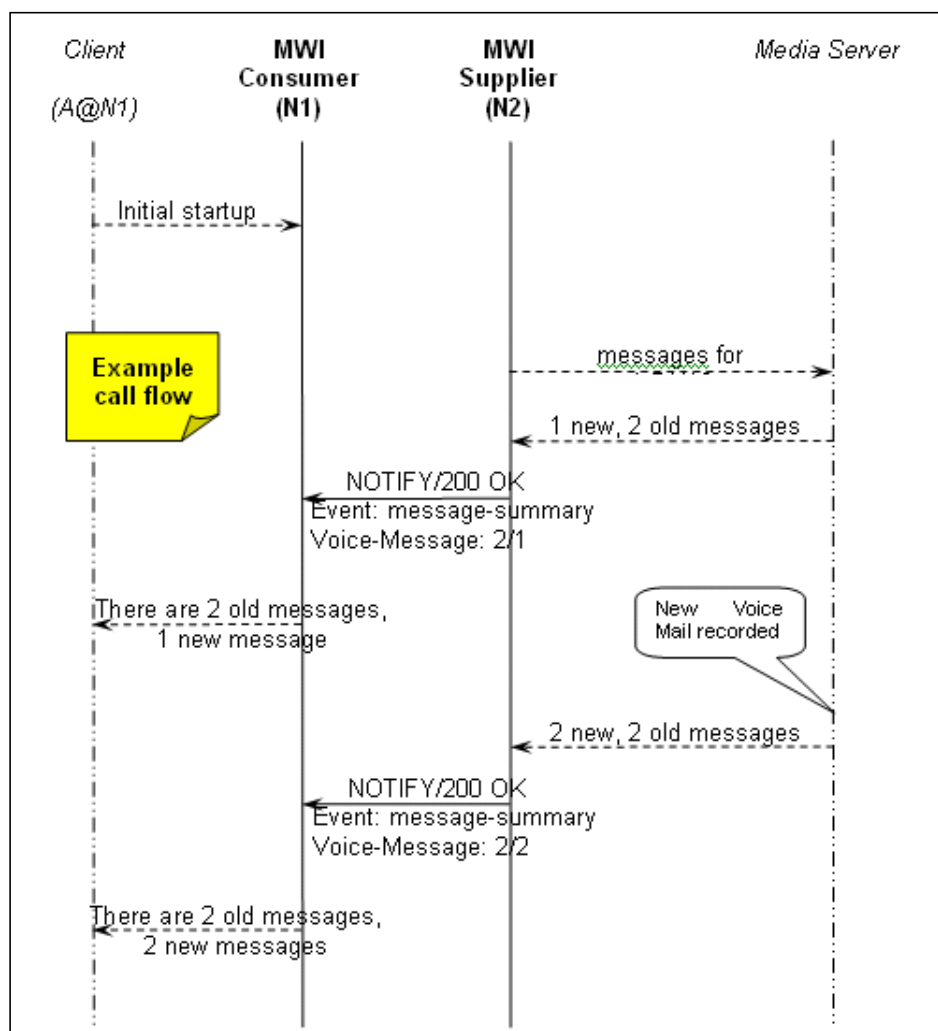 Client
(A@N1)
MWI
Consumer
(N1)
MWI
Supplier
(N2)
Media Server
Initial startup
Example
call flow
messages for
1 new, 2 old messages
NOTIFY/200 OK
Event: message-summary
Voice-Message: 2/1
There are 2 old messages,
1 new message
New Voice
Mail recorded
2 new, 2 old messages
NOTIFY/200 OK
Event: message-summary
Voice-Message: 2/2
There are 2 old messages,
2 new messages